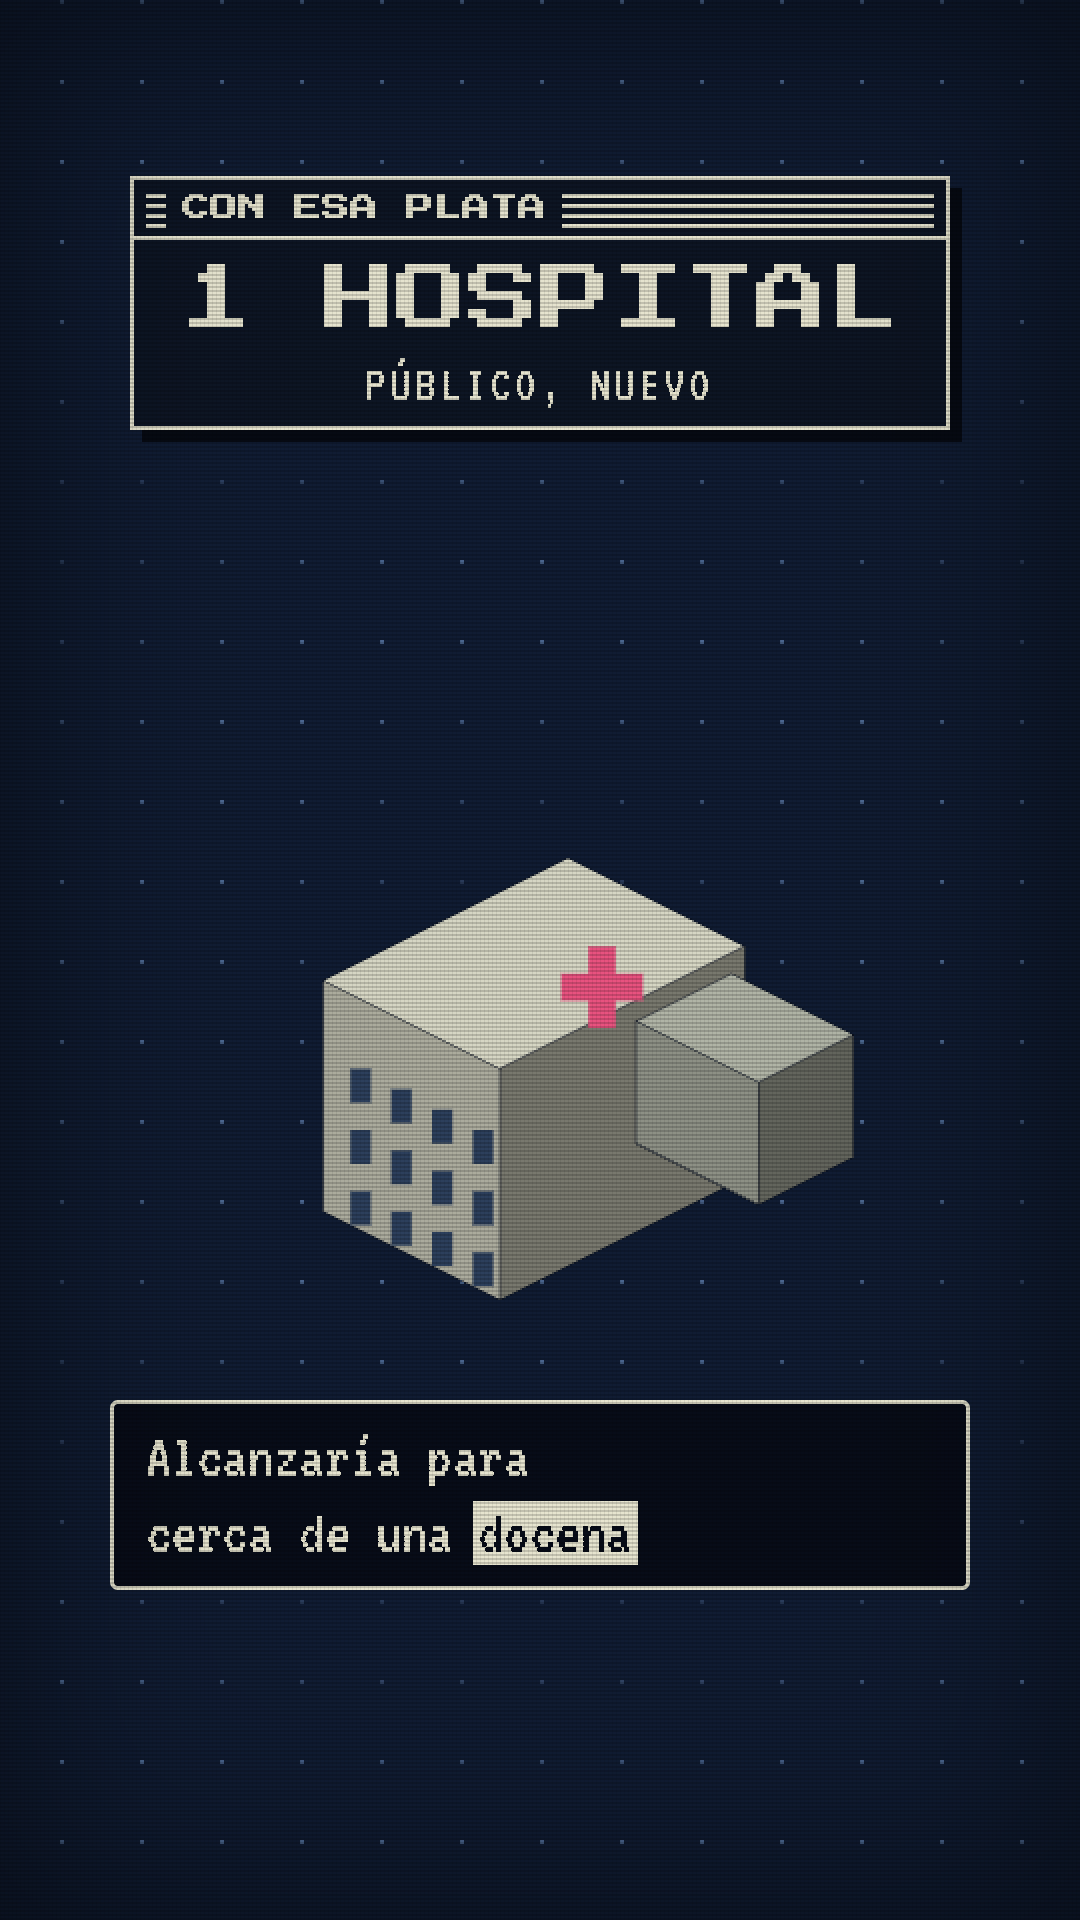 CON ESA PLATA
1 HOSPITAL
PÚBLICO, NUEVO
Alcanzaría para
cerca de una docena